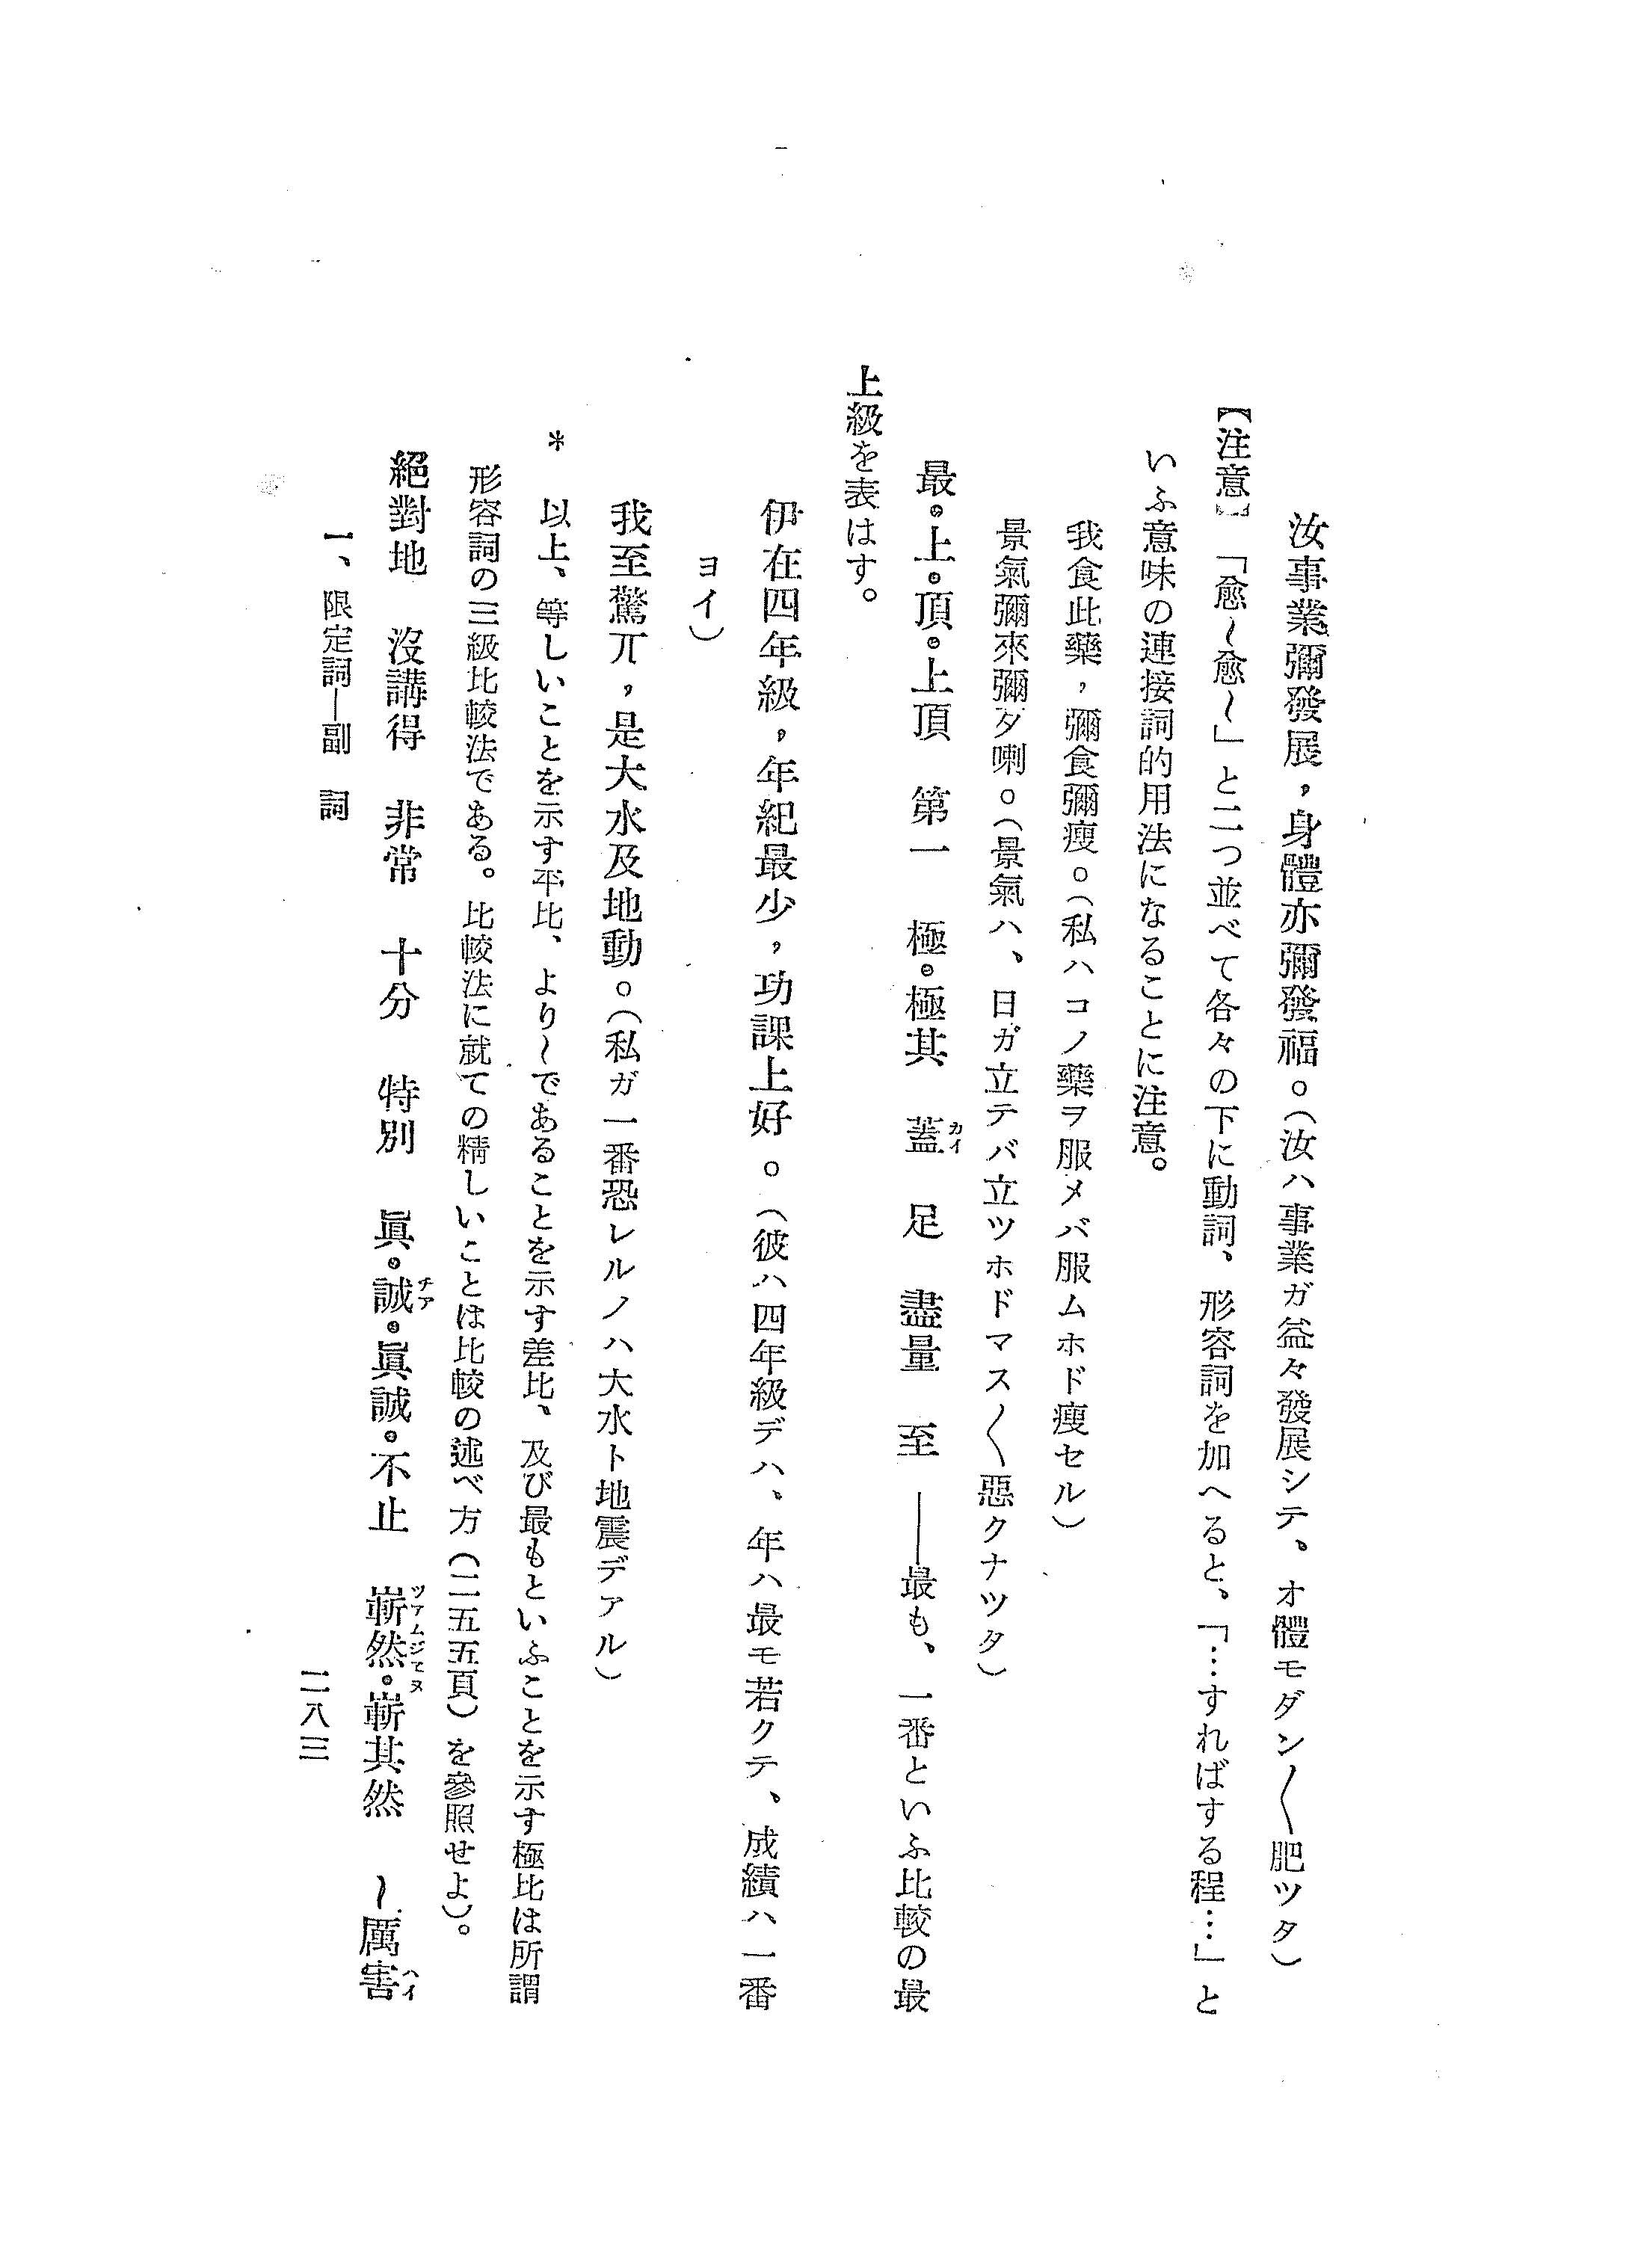 汝事業彌發展，身體亦彌發福。（汝ハ事業ガ益々發展シテ、オ體モダン〱肥ツタ）
【注意】「愈〜愈〜」と二つ並べて各々の下に動詞、形容詞を加へると、「…すればする程…」と
いふ意味の連接詞的用法になることに注意。
我食此藥，彌食彌瘦。（私ハコノ藥ヲ服メバ服ムホド瘦セル）
景氣彌來彌歹喇。（景氣ハ、日ガ立テバ立ツホドマス〱惡クナツタ）
最。上。頂。上頂　第一　極。極其　蓋カイ　足　盡量　至　——最も、一番といふ比較の最
上級を表はす。
伊在四年級，年紀最少，功課上好。（彼ハ四年級デハ、年ハ最モ若クテ、成績ハ一番
ヨイ）
我至驚丌，是大水及地動。（私ガ一番恐レルノハ大水ト地震デアル）
＊　以上、等しいことを示す平比、より〜であることを示す差比、及び最もといふことを示す極比は所謂
形容詞の三級比較法である。比較法に就ての精しいことは比較の述べ方（二五五頁）を參照せよ）。
絕對地　沒講得　非常　十分　特別　眞。誠チア。眞誠。不止　嶄然ツアムジエヌ。嶄其然　〜厲害ハイ
一、限定詞—副　詞
二八三